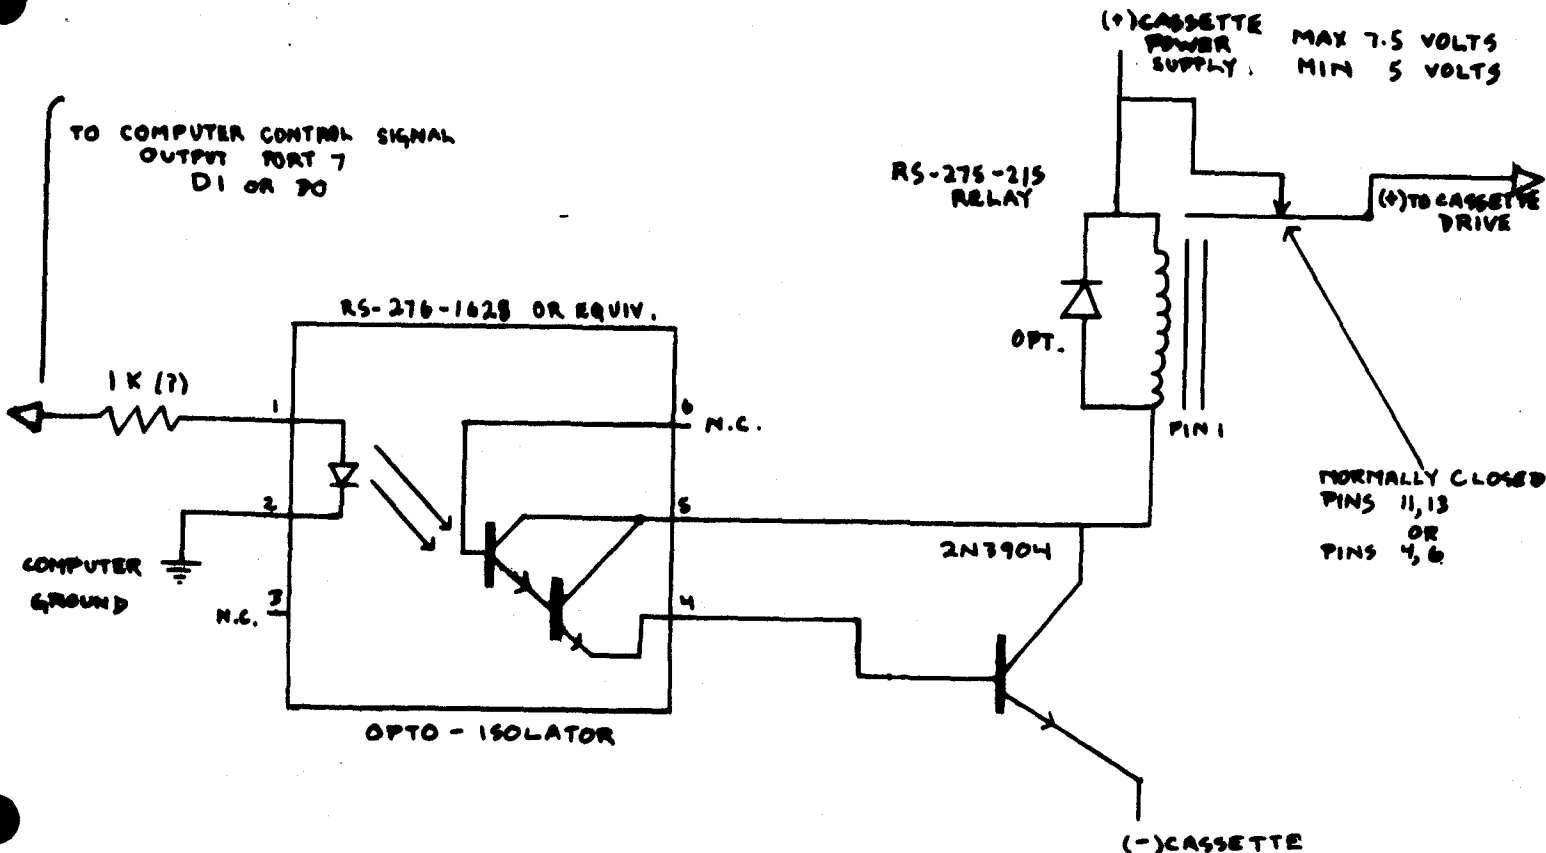 (+)CASSETTE
POWER
SUPPLY.
MAX 7.5 VOLTS
MIN 5 VOLTS
TO COMPUTER CONTROL SIGNAL
OUTPUT PORT 7
D1 OR D0
RS-275-215
RELAY
(+)TO CASSETTE
DRIVE
RS-276-1628 OR EQUIV.
OPT.
1K (?)
1
6
N.C.
PIN 1
2
5
NORMALLY CLOSED
PINS 11,13
OR
PINS 4,6
2N3904
COMPUTER
GROUND
3
N.C.
4
OPTO-ISOLATOR
(-)CASSETTE